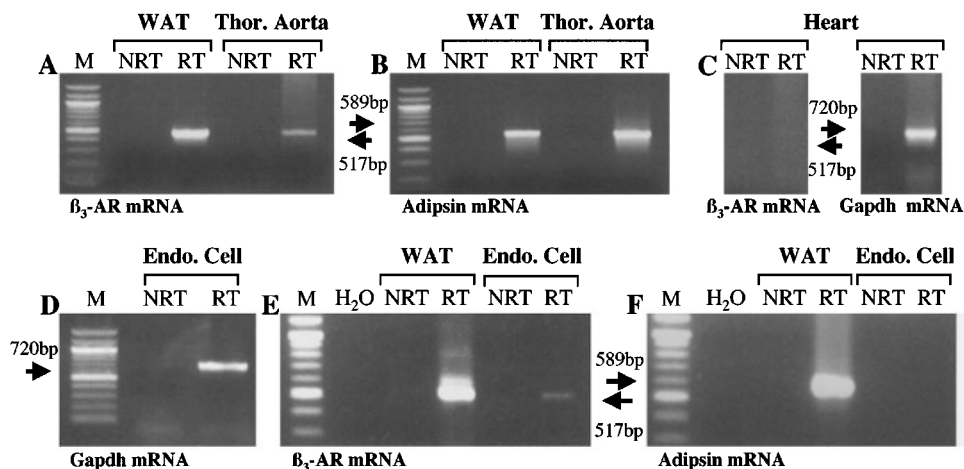 WAT Thor. Aorta
A M NRT RT NRT RT
ß3-AR mRNA
589bp
517bp
WAT Thor. Aorta
B M NRT RT NRT RT
Adipsin mRNA
Heart
C NRT RT NRT RT
720bp
517bp
ß3-AR mRNA Gapdh mRNA
Endo. Cell
D M NRT RT
720bp
Gapdh mRNA
WAT Endo. Cell
E M H2O NRT RT NRT RT
ß3-AR mRNA
589bp
517bp
WAT Endo. Cell
F M H2O NRT RT NRT RT
Adipsin mRNA